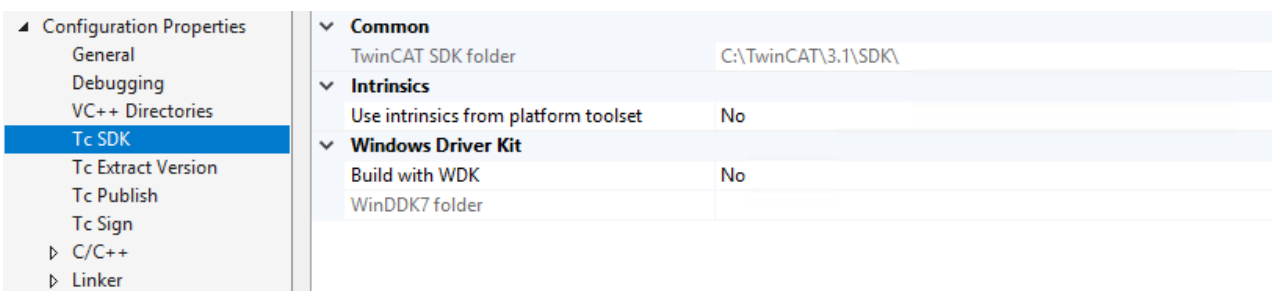 Configuration Properties
General
Debugging
VC++ Directories
Tc SDK
Tc Extract Version
Tc Publish
Tc Sign
C/C++
Linker
Common
TwinCAT SDK folder C:\TwinCAT\3.1\SDK\
Intrinsics
Use intrinsics from platform toolset No
Windows Driver Kit
Build with WDK No
WinDDK7 folder